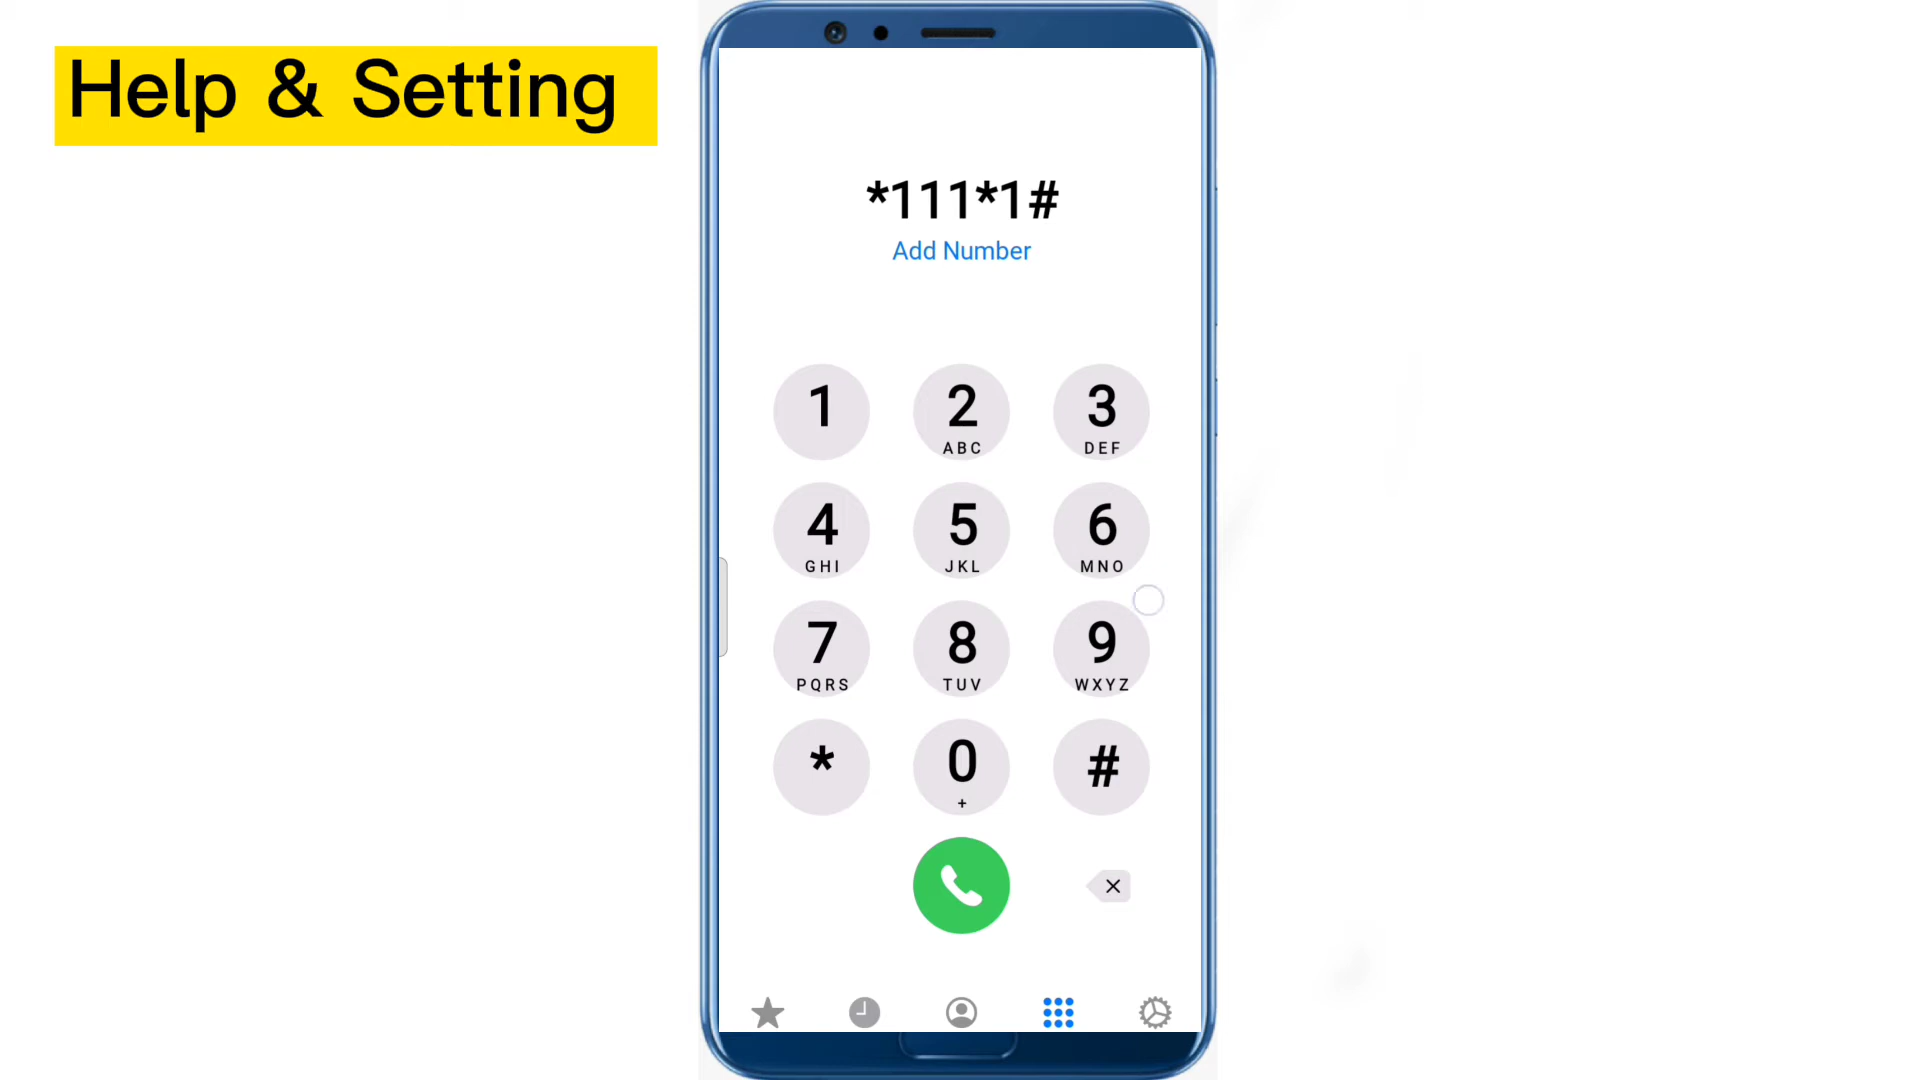 Help & Setting
*111*1#
Add Number
1 2 3
ABC DEF
4 5 6
GHI JKL MNO
7 8 9
PQRS TUV WXYZ
* 0 #
+